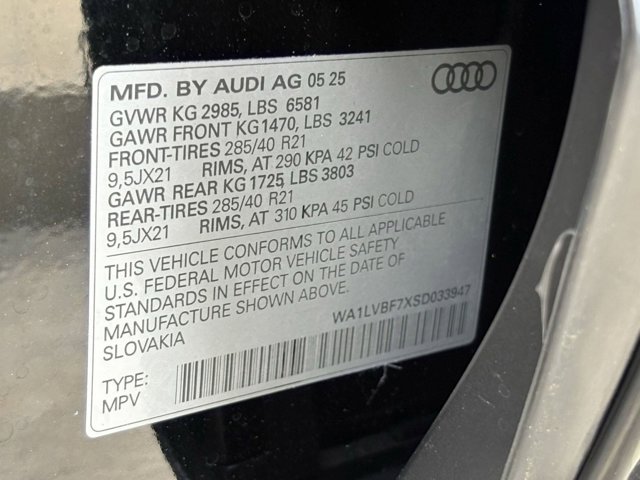 MFD. BY AUDI AG 05 25
GVWR KG 2985, LBS 6581
GAWR FRONT KG1470, LBS 3241
FRONT-TIRES 285/40 R21
9,5JX21 RIMS, AT 290 KPA 42 PSI COLD
GAWR REAR KG 1725, LBS 3803
REAR-TIRES 285/40 R21
9,5JX21 RIMS, AT 310 KPA 45 PSI COLD
THIS VEHICLE CONFORMS TO ALL APPLICABLE
U.S. FEDERAL MOTOR VEHICLE SAFETY
STANDARDS IN EFFECT ON THE DATE OF
MANUFACTURE SHOWN ABOVE.
SLOVAKIA
WA1LVBF7XSD033947
TYPE:
MPV